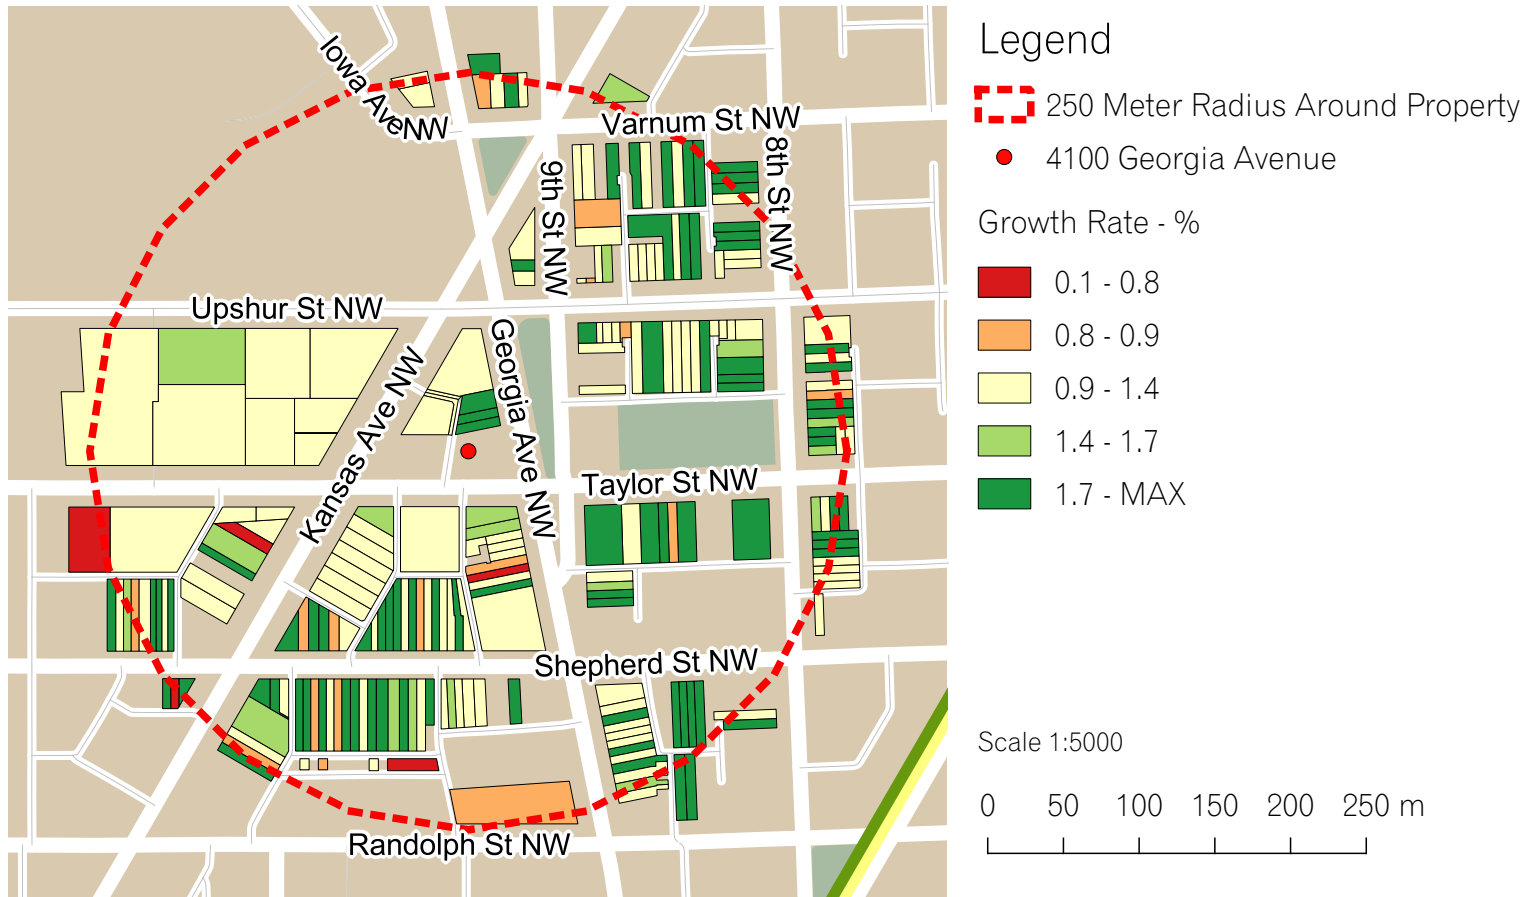 Iowa AveNW
Varnum St NW
8th St NW
9th St NW
Upshur St NW
Georgia Ave NW
Kansas Ave NW
Taylor St NW
Shepherd St NW
Randolph St NW
Legend
250 Meter Radius Around Property
4100 Georgia Avenue
Growth Rate - %
0.1 - 0.8
0.8 - 0.9
0.9 - 1.4
1.4 - 1.7
1.7 - MAX
Scale 1:5000
0 50 100 150 200 250 m